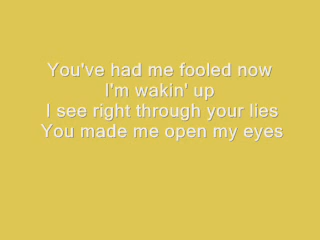 You've had me fooled now
I'm wakin' up
I see right through your lies
You made me open my eyes